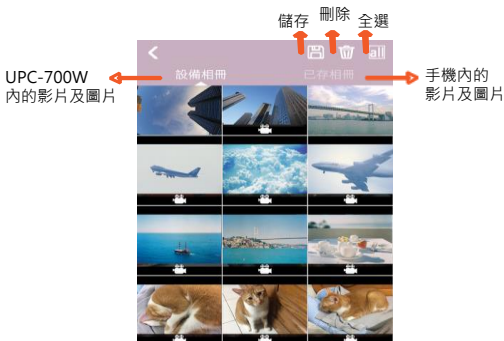 儲存 刪除 全選
all
設備相冊 已存相冊
UPC-700W
內的影片及圖片
手機內的
影片及圖片